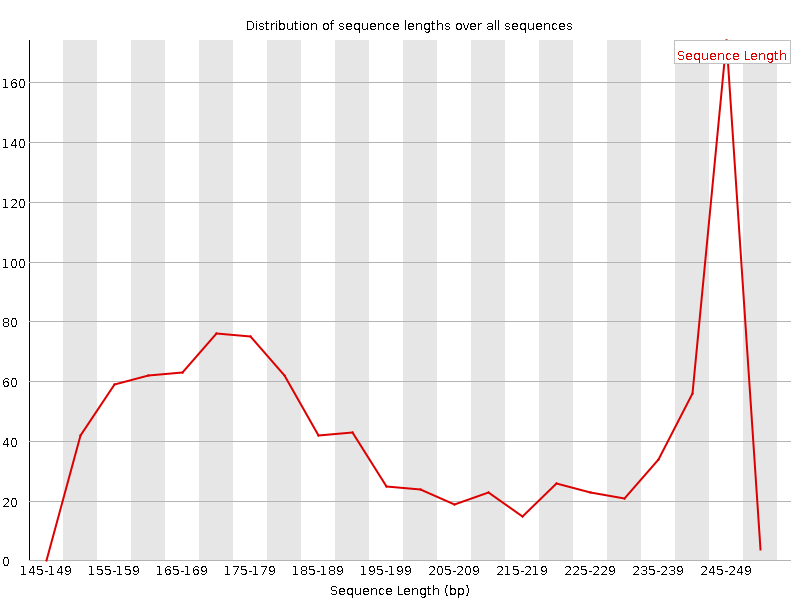 Distribution of sequence lengths over all sequences
Sequence Length
160
140
120
100
80
60
40
20
0
145-149 155-159 165-169 175-179 185-189 195-199 205-209 215-219 225-229 235-239 245-249
Sequence Length (bp)